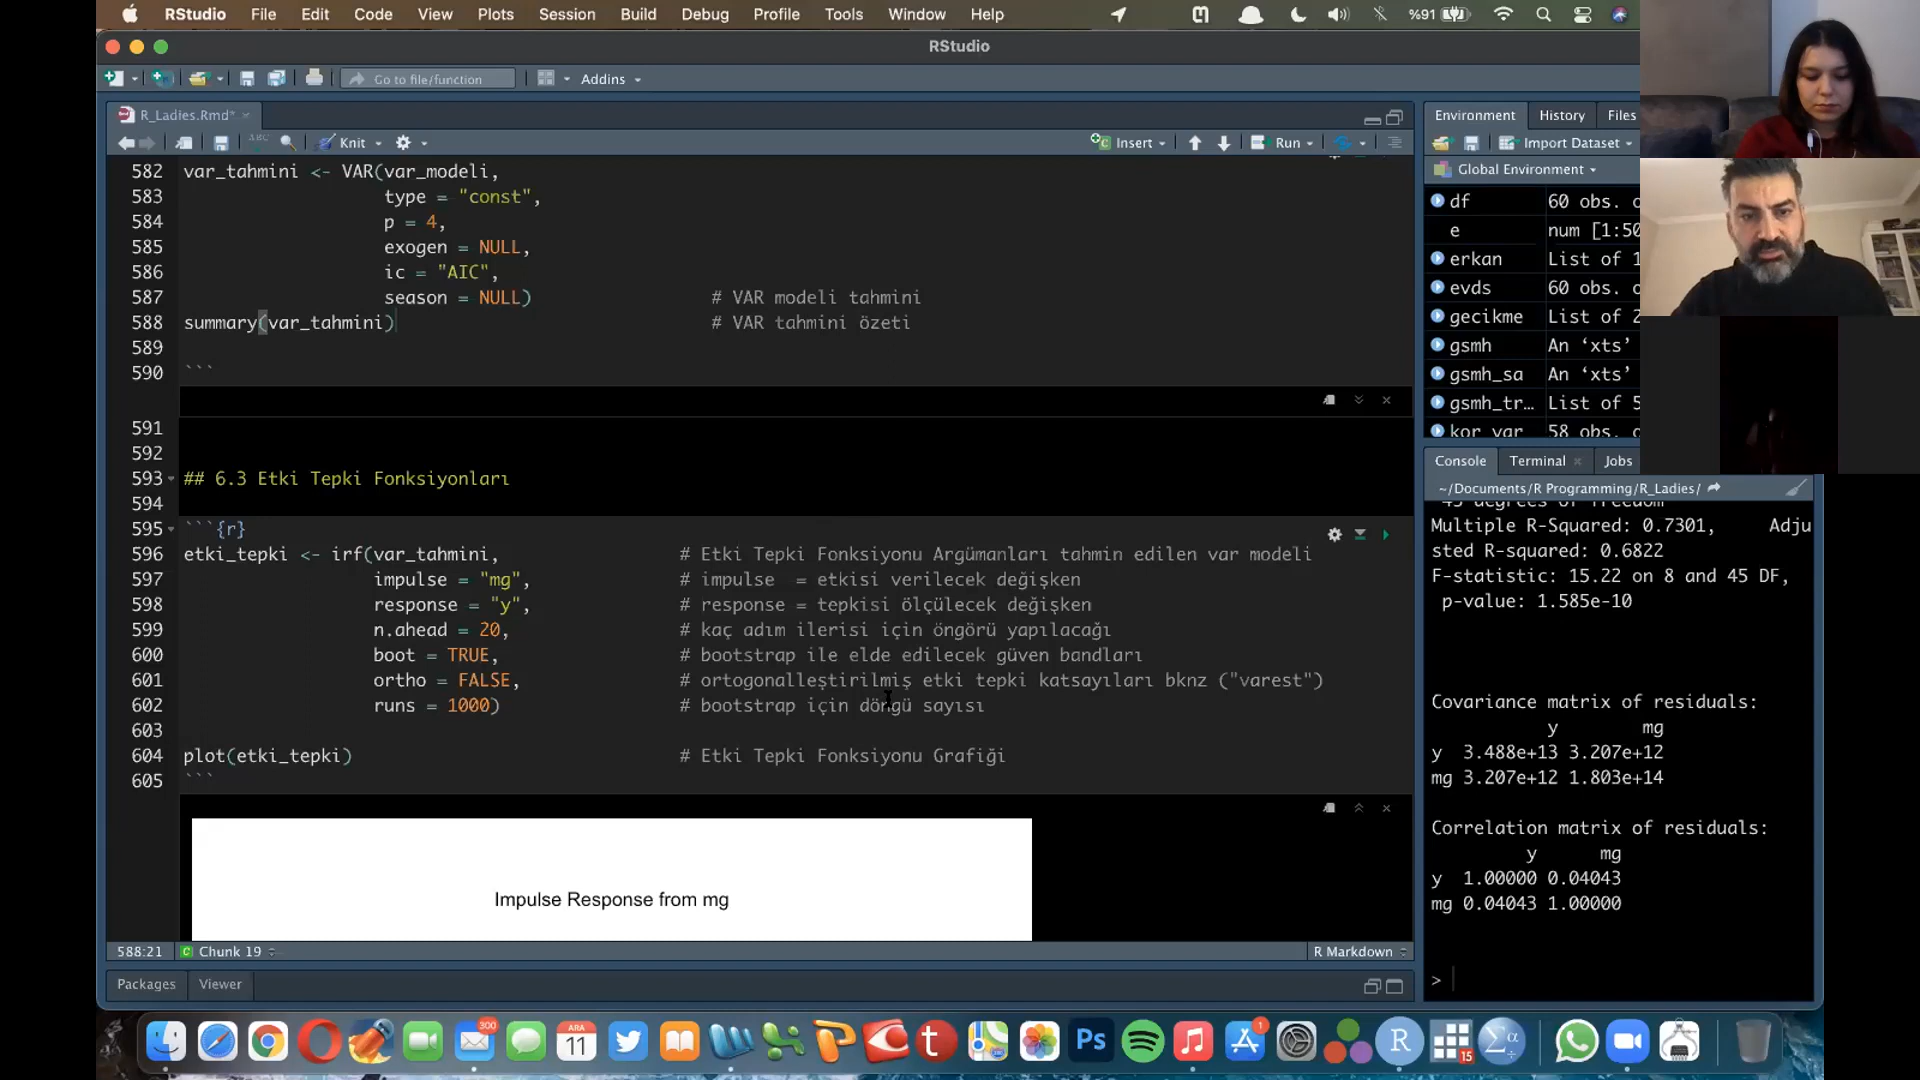 RStudio File Edit Code View Plots Session Build Debug Profile Tools Window Help %91
RStudio
Go to file/function Addins
R_Ladies.Rmd*
Knit Insert Run
582 var_tahmini <- VAR(var_modeli,
583 type = "const",
584 p = 4,
585 exogen = NULL,
586 ic = "AIC",
587 season = NULL) # VAR modeli tahmini
588 summary(var_tahmini) # VAR tahmini özeti
589
590 ```
591
592
593 ## 6.3 Etki Tepki Fonksiyonları
594
595 ```{r}
596 etki_tepki <- irf(var_tahmini, # Etki Tepki Fonksiyonu Argümanları tahmin edilen var modeli
597 impulse = "mg", # impulse = etkisi verilecek değişken
598 response = "y", # response = tepkisi ölçülecek değişken
599 n.ahead = 20, # kaç adım ilerisi için öngörü yapılacağı
600 boot = TRUE, # bootstrap ile elde edilecek güven bandları
601 ortho = FALSE, # ortogonalleştirilmiş etki tepki katsayıları bknz ("varest")
602 runs = 1000) # bootstrap için döngü sayısı
603
604 plot(etki_tepki) # Etki Tepki Fonksiyonu Grafiği
605 ```
Impulse Response from mg
588:21 Chunk 19 R Markdown
Packages Viewer
Environment History Files
Import Dataset
Global Environment
df 60 obs. o
e num [1:50
erkan List of 1
evds 60 obs. o
gecikme List of 2
gsmh An ‘xts’
gsmh_sa An ‘xts’
gsmh_tr… List of 5
kor_var 58 obs. o
Console Terminal Jobs
~/Documents/R Programming/R_Ladies/
45 degrees of freedom
Multiple R-Squared: 0.7301, Adju
sted R-squared: 0.6822
F-statistic: 15.22 on 8 and 45 DF,
p-value: 1.585e-10
Covariance matrix of residuals:
y mg
y 3.488e+13 3.207e+12
mg 3.207e+12 1.803e+14
Correlation matrix of residuals:
y mg
y 1.00000 0.04043
mg 0.04043 1.00000
>
300
ARA
11
Ps
1
R
15
Σα